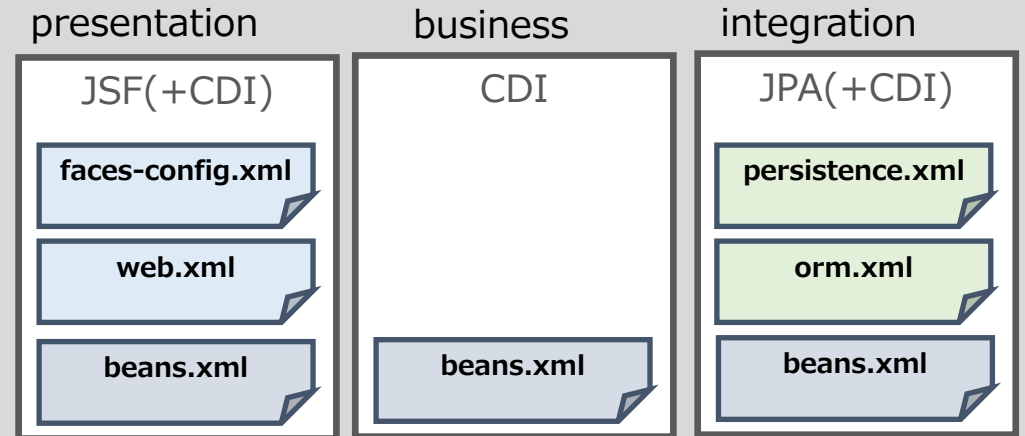 presentation
JSF(+CDI)
faces-config.xml
web.xml
beans.xml
business
CDI
beans.xml
integration
JPA(+CDI)
persistence.xml
orm.xml
beans.xml